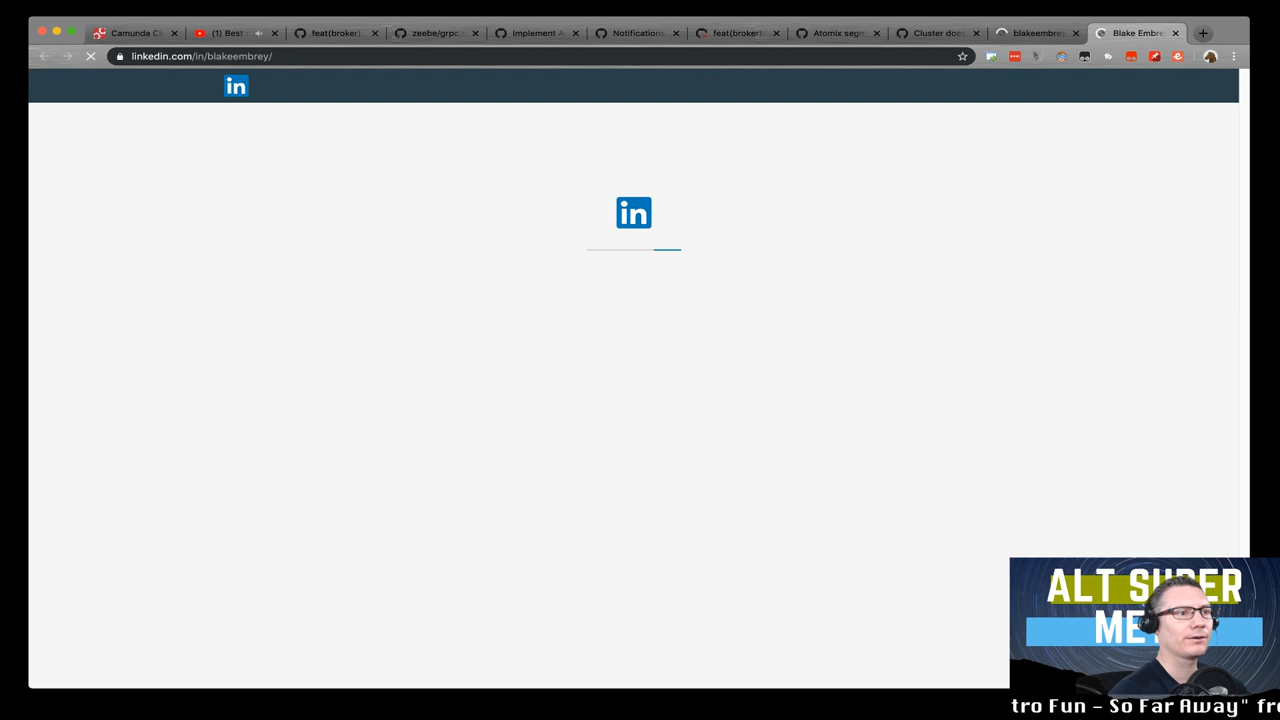 Camunda Cl
(1) Best
feat(broker)
zeebe/grpc.
Implement A
Notifications
feat(broker)
Atomix segm
Cluster does
blakeembrey
Blake Embre
linkedin.com/in/blakeembrey/
in
in
ALT SUPER
ME
tro Fun - So Far Away" fr